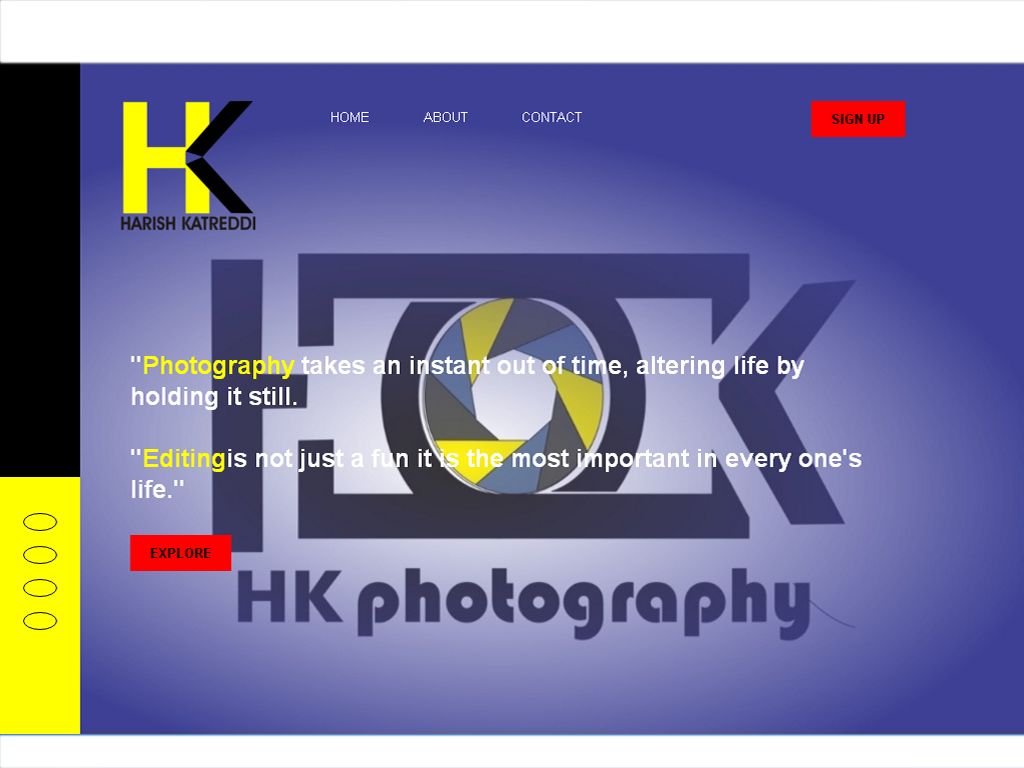 HK
HARISH KATREDDI
HOME ABOUT CONTACT
SIGN UP
"Photography takes an instant out of time, altering life by
holding it still.
"Editingis not just a fun it is the most important in every one's
life."
EXPLORE
HK
HK photography